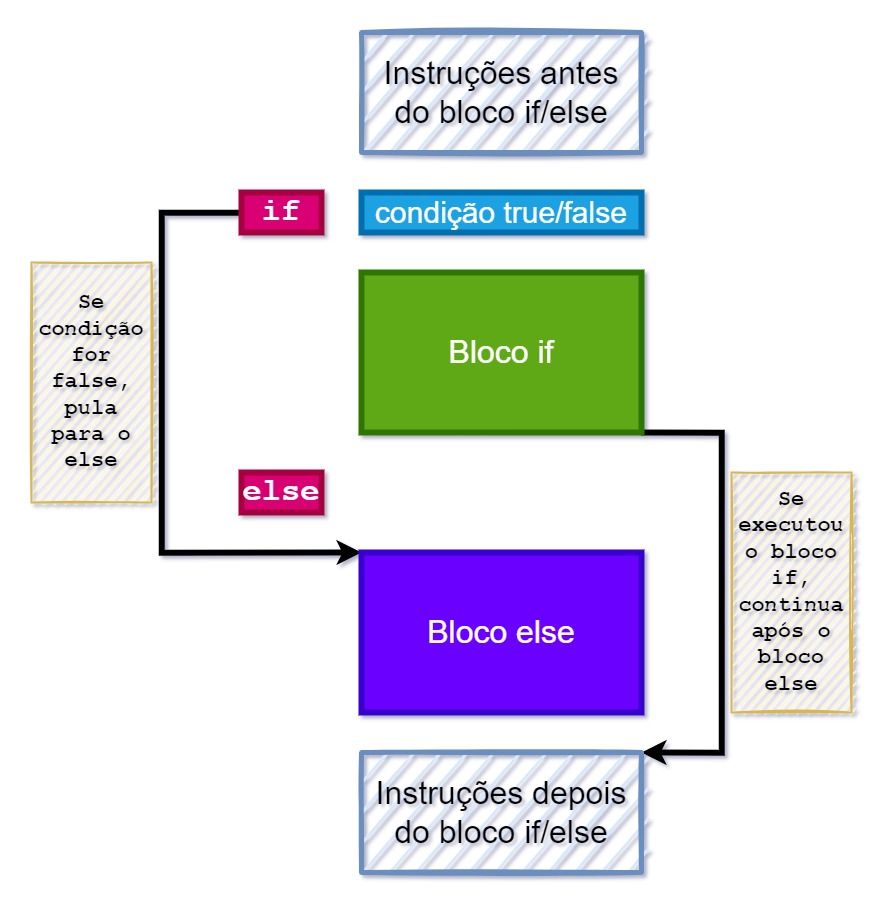 Instruções antes
do bloco if/else
if
condição true/false
Se
condição
for
false,
pula
para o
else
Bloco if
else
Se
executou
o bloco
if,
continua
após o
bloco
else
Bloco else
Instruções depois
do bloco if/else